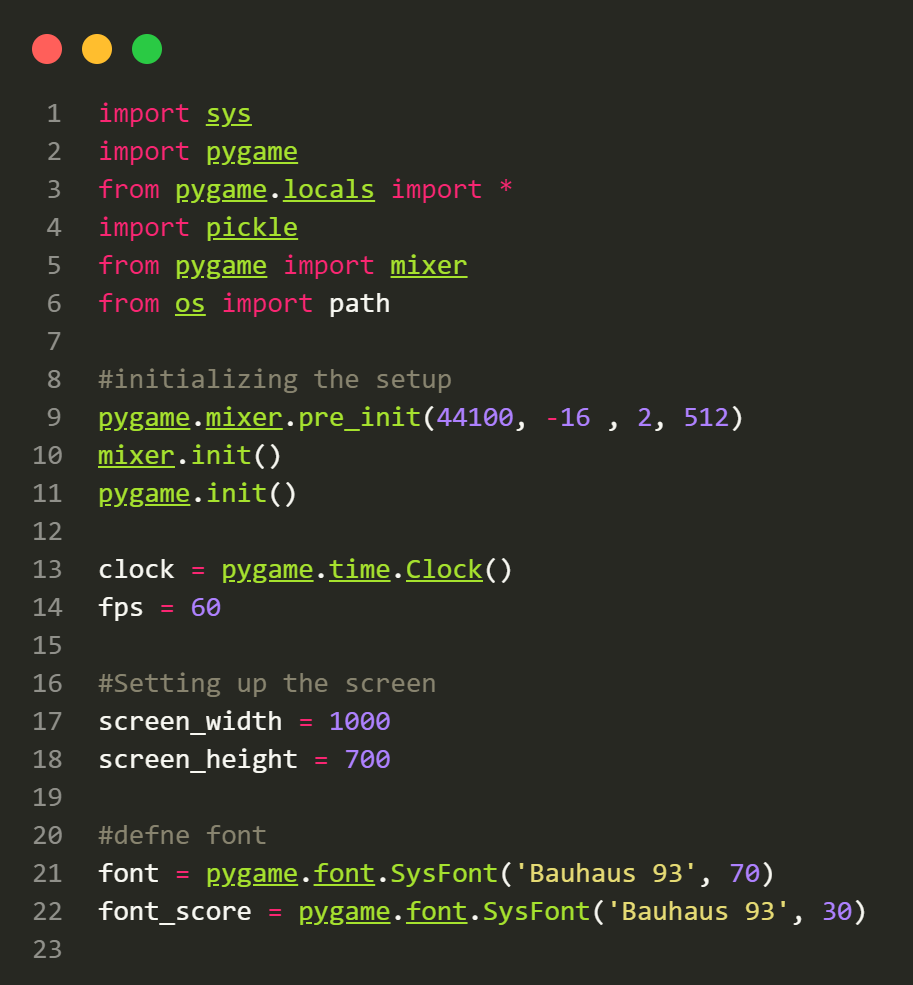 1 import sys
2 import pygame
3 from pygame.locals import *
4 import pickle
5 from pygame import mixer
6 from os import path
7
8 #initializing the setup
9 pygame.mixer.pre_init(44100, -16 , 2, 512)
10 mixer.init()
11 pygame.init()
12
13 clock = pygame.time.Clock()
14 fps = 60
15
16 #Setting up the screen
17 screen_width = 1000
18 screen_height = 700
19
20 #defne font
21 font = pygame.font.SysFont('Bauhaus 93', 70)
22 font_score = pygame.font.SysFont('Bauhaus 93', 30)
23